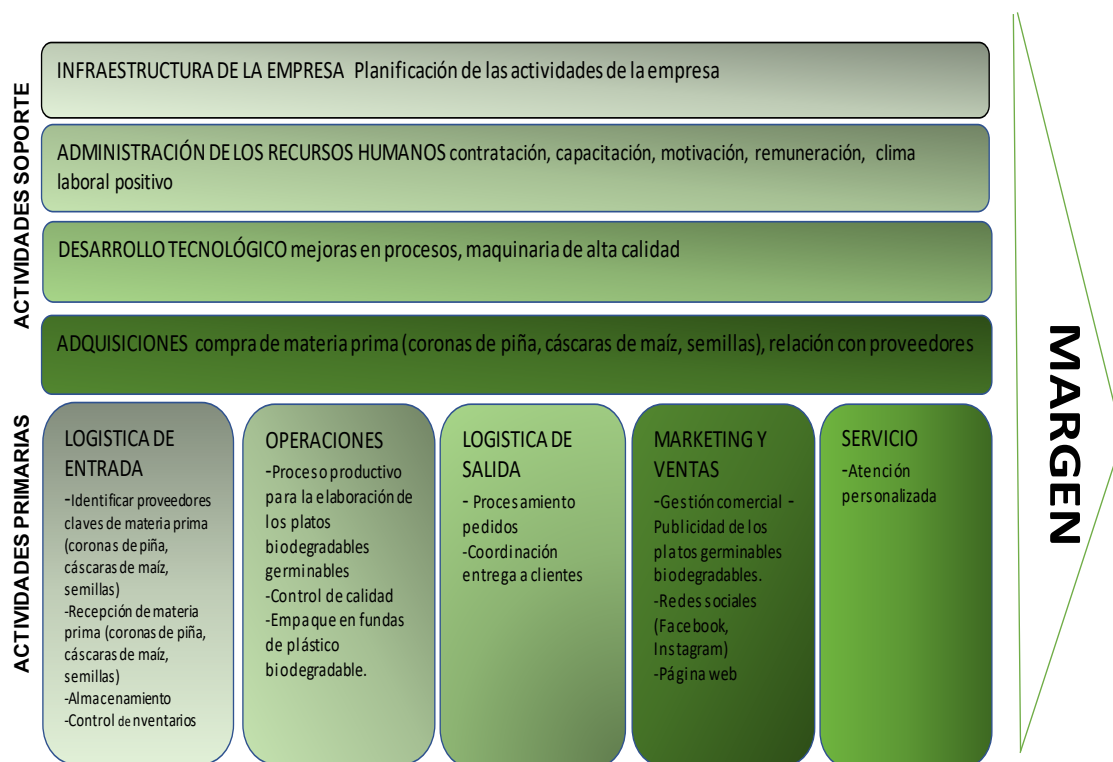 ACTIVIDADES SOPORTE
INFRAESTRUCTURA DE LA EMPRESA Planificación de las actividades de la empresa
ADMINISTRACIÓN DE LOS RECURSOS HUMANOS contratación, capacitación, motivación, remuneración, clima
laboral positivo
DESARROLLO TECNOLÓGICO mejoras en procesos, maquinaria de alta calidad
ADQUISICIONES compra de materia prima (coronas de piña, cáscaras de maíz, semillas), relación con proveedores
ACTIVIDADES PRIMARIAS
LOGISTICA DE
ENTRADA
-Identificar proveedores
claves de materia prima
(coronas de piña,
cáscaras de maíz,
semillas)
-Recepción de materia
prima (coronas de piña,
cáscaras de maíz,
semillas)
-Almacenamiento
-Control de nventarios
OPERACIONES
-Proceso productivo
para la elaboración de
los platos
biodegradables
germinables
-Control de calidad
-Empaque en fundas
de plástico
biodegradable.
LOGISTICA DE
SALIDA
- Procesamiento
pedidos
-Coordinación
entrega a clientes
MARKETING Y
VENTAS
-Gestión comercial -
Publicidad de los
platos germinables
biodegradables.
-Redes sociales
(Facebook,
Instagram)
-Página web
SERVICIO
-Atención
personalizada
MARGEN